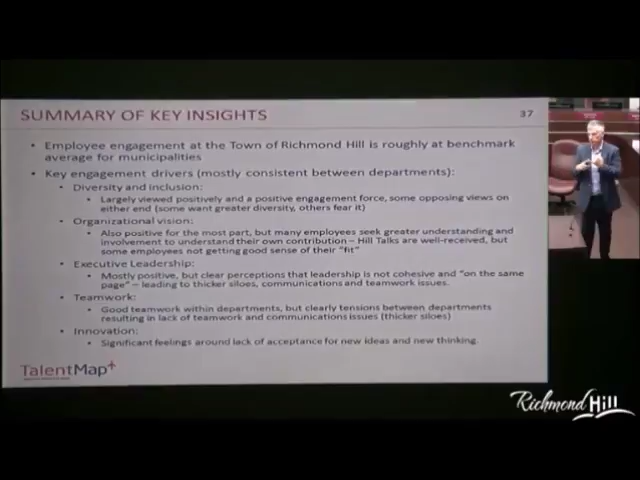 SUMMARY OF KEY INSIGHTS
37
• Employee engagement at the Town of Richmond Hill is roughly at benchmark
average for municipalities
• Key engagement drivers (mostly consistent between departments):
• Diversity and inclusion:
• Largely viewed positively and a positive engagement force, some opposing views on
either end (some want greater diversity, others fear it)
• Organizational vision:
• Also positive for the most part, but many employees seek greater understanding and
involvement to understand their own contribution – Hill Talks are well-received, but
some employees not getting good sense of their "fit"
• Executive Leadership:
• Mostly positive, but clear perceptions that leadership is not cohesive and "on the same
page" – leading to thicker siloes, communications and teamwork issues.
• Teamwork:
• Good teamwork within departments, but clearly tensions between departments
resulting in lack of teamwork and communications issues (thicker siloes)
• Innovation:
• Significant feelings around lack of acceptance for new ideas and new thinking.
TalentMap+
Richmond Hill